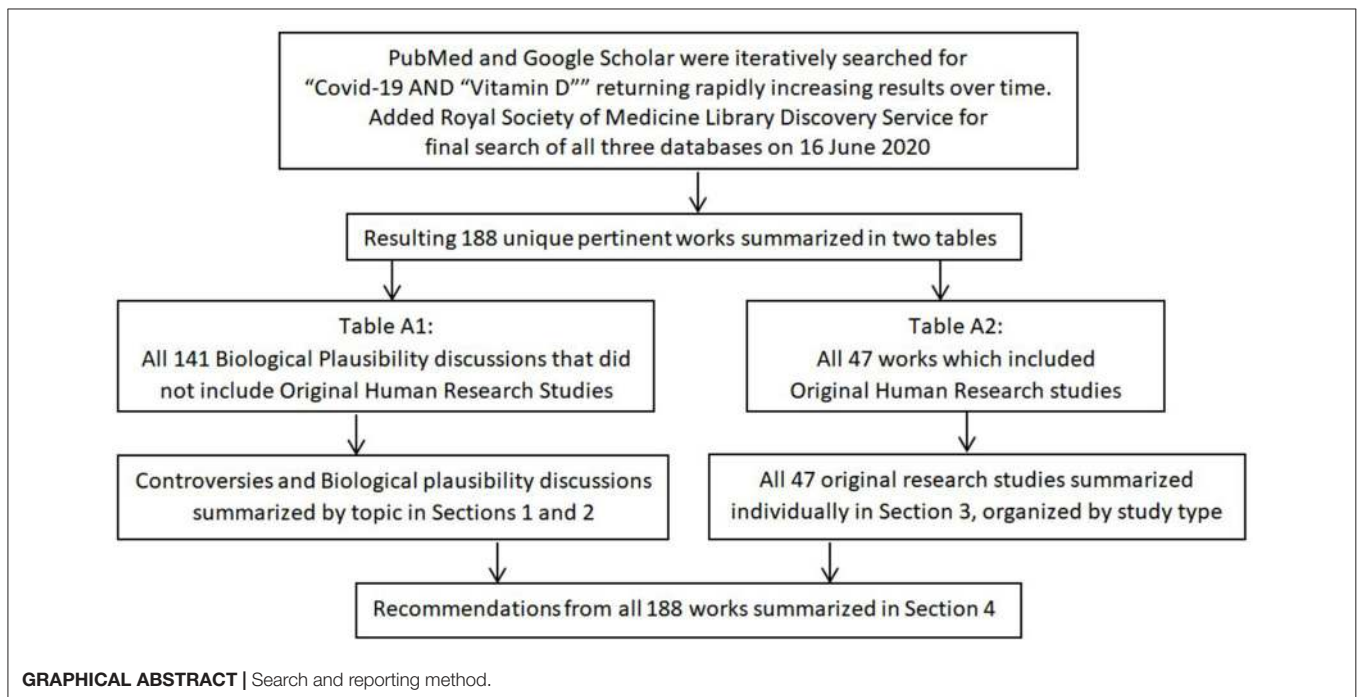 PubMed and Google Scholar were iteratively searched for
“Covid-19 AND “Vitamin D”” returning rapidly increasing results over time.
Added Royal Society of Medicine Library Discovery Service for
final search of all three databases on 16 June 2020
Resulting 188 unique pertinent works summarized in two tables
Table A1:
All 141 Biological Plausibility discussions that did
not include Original Human Research Studies
Table A2:
All 47 works which included
Original Human Research studies
Controversies and Biological plausibility discussions
summarized by topic in Sections 1 and 2
All 47 original research studies summarized
individually in Section 3, organized by study type
Recommendations from all 188 works summarized in Section 4
GRAPHICAL ABSTRACT | Search and reporting method.